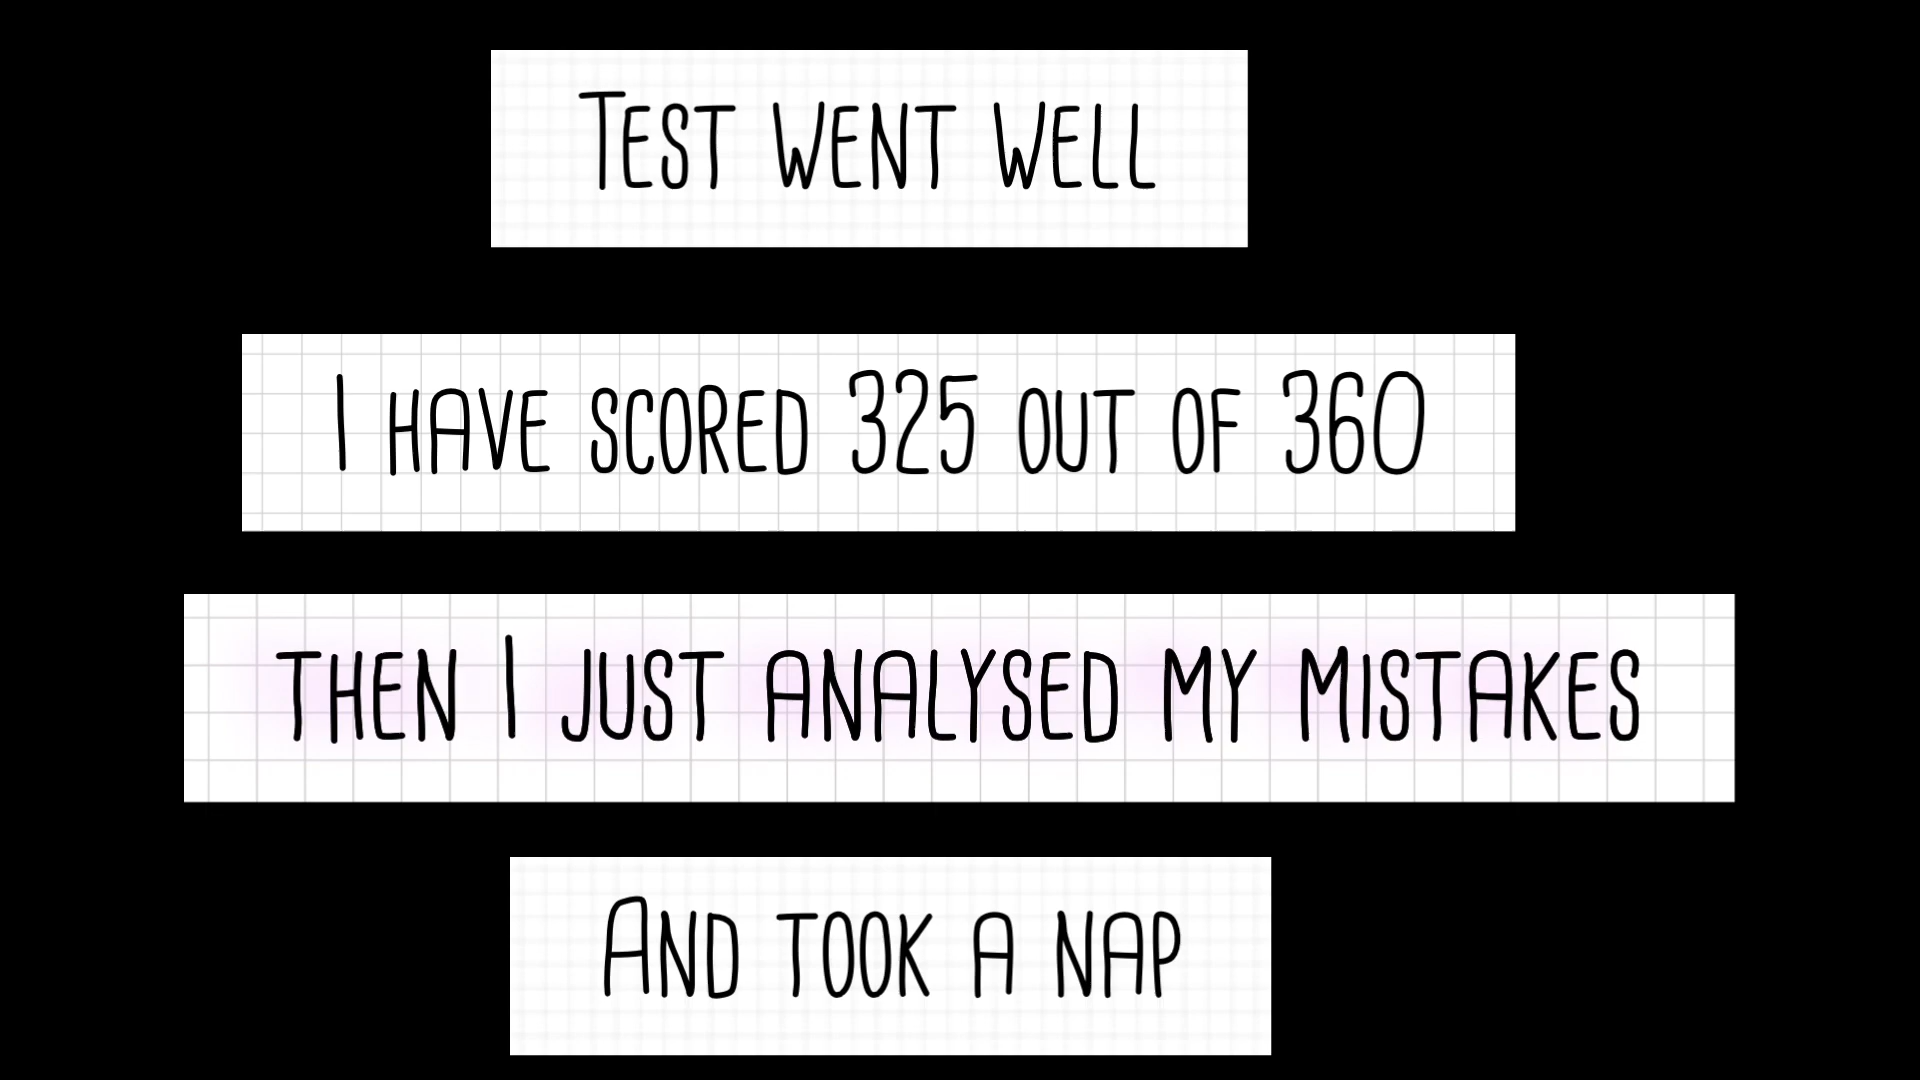 Test went well
I have scored 325 out of 360
then I just analysed my mistakes
And took a nap